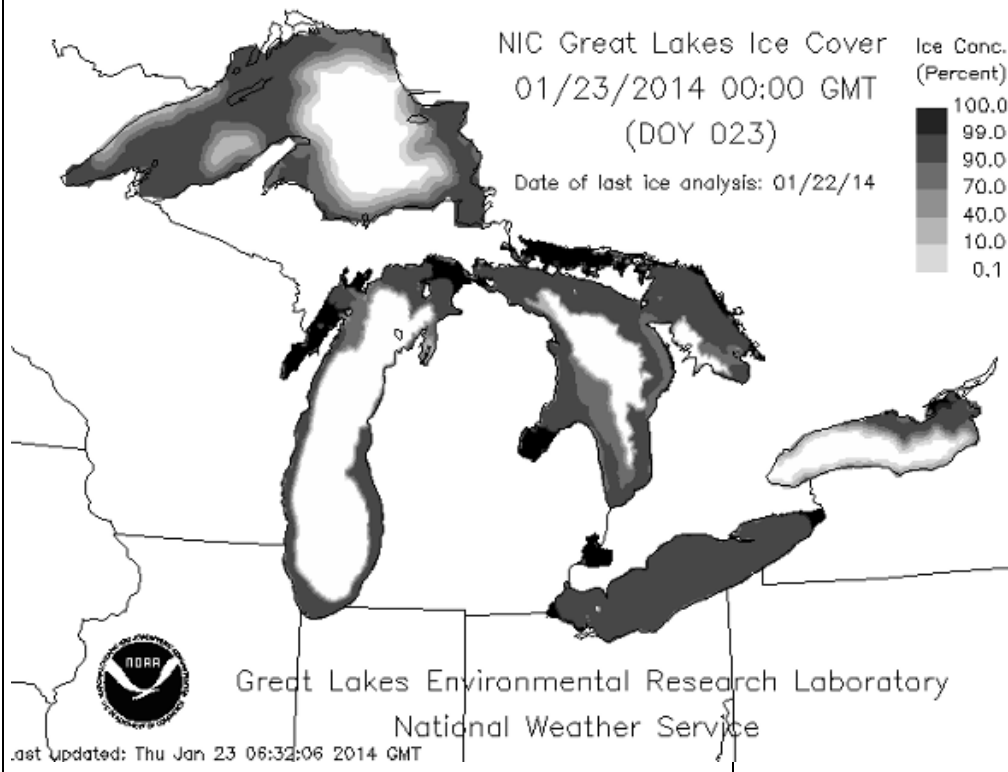 NIC Great Lakes Ice Cover
01/23/2014 00:00 GMT
(DOY 023)
Date of last ice analysis: 01/22/14
Ice Conc.
(Percent)
100.0
99.0
90.0
70.0
40.0
10.0
0.1
NOAA
Great Lakes Environmental Research Laboratory
National Weather Service
ast updated: Thu Jan 23 06:32:06 2014 GMT